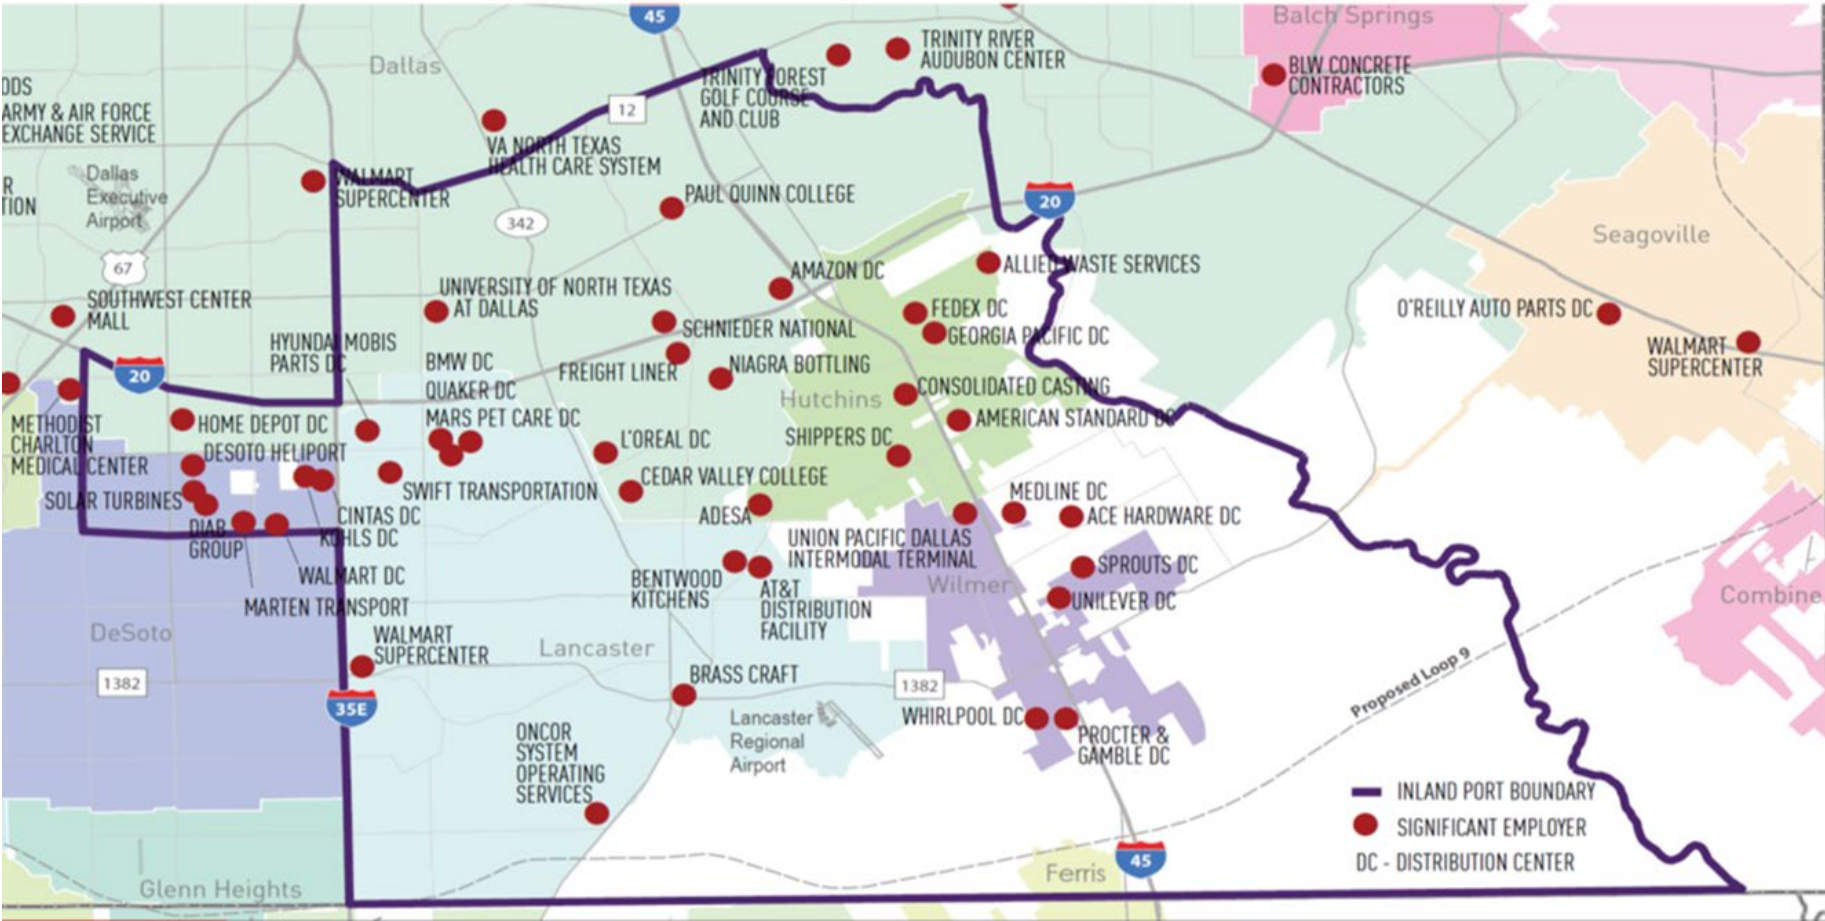 45
Balch Springs
TRINITY RIVER
AUDUBON CENTER
Dallas
BLW CONCRETE
CONTRACTORS
TRINITY FOREST
GOLF COURSE
AND CLUB
ODS
ARMY & AIR FORCE
EXCHANGE SERVICE
12
VA NORTH TEXAS
HEALTH CARE SYSTEM
Dallas
Executive
Airport
R
TION
WALMART
SUPERCENTER
PAUL QUINN COLLEGE
20
342
Seagoville
67
AMAZON DC
ALLIED WASTE SERVICES
UNIVERSITY OF NORTH TEXAS
AT DALLAS
SOUTHWEST CENTER
MALL
FEDEX DC
O'REILLY AUTO PARTS DC
SCHNIEDER NATIONAL
GEORGIA PACIFIC DC
HYUNDAI MOBIS
PARTS DC
WALMART
SUPERCENTER
BMW DC
FREIGHT LINER
NIAGRA BOTTLING
20
QUAKER DC
CONSOLIDATED CASTING
Hutchins
MARS PET CARE DC
AMERICAN STANDARD DC
METHODIST
CHARLTON
MEDICAL CENTER
HOME DEPOT DC
L'OREAL DC
SHIPPERS DC
DESOTO HELIPORT
CEDAR VALLEY COLLEGE
SWIFT TRANSPORTATION
MEDLINE DC
SOLAR TURBINES
CINTAS DC
ADESA
ACE HARDWARE DC
DIAB
GROUP
KOHLS DC
UNION PACIFIC DALLAS
INTERMODAL TERMINAL
SPROUTS DC
WALMART DC
BENTWOOD
KITCHENS
AT&T
DISTRIBUTION
FACILITY
Wilmer
UNILEVER DC
Combine
MARTEN TRANSPORT
DeSoto
WALMART
SUPERCENTER
Lancaster
Proposed Loop 9
1382
BRASS CRAFT
1382
35E
Lancaster
Regional
Airport
WHIRLPOOL DC
PROCTER &
GAMBLE DC
ONCOR
SYSTEM
OPERATING
SERVICES
INLAND PORT BOUNDARY
SIGNIFICANT EMPLOYER
DC - DISTRIBUTION CENTER
45
Ferris
Glenn Heights